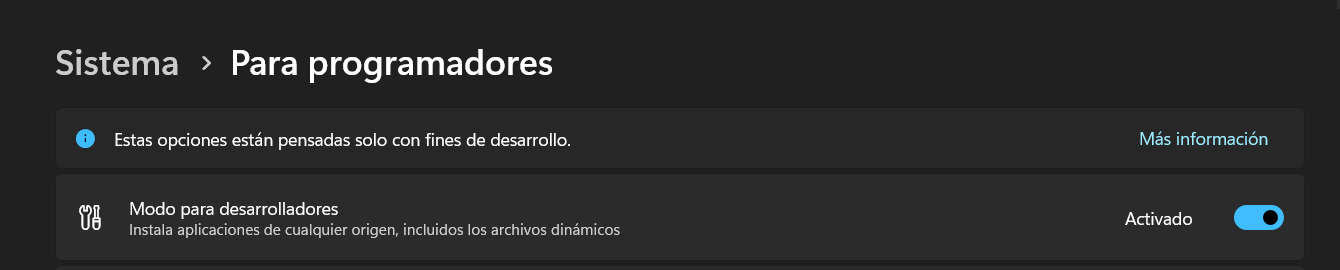 Sistema > Para programadores
Estas opciones están pensadas solo con fines de desarrollo.
Más información
Modo para desarrolladores
Instala aplicaciones de cualquier origen, incluidos los archivos dinámicos
Activado